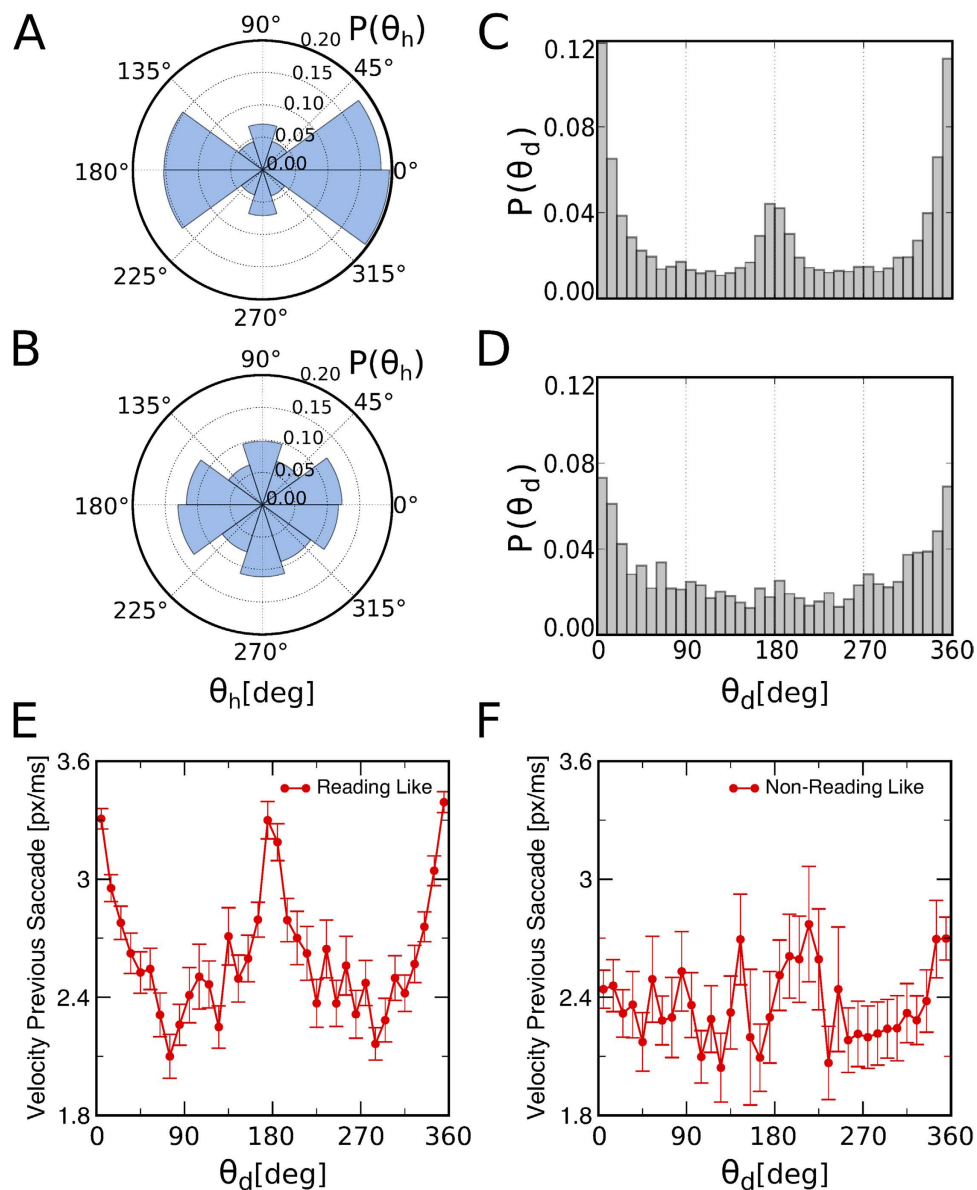 A
90°
P(θh)
0.20
135°
45°
0.15
0.10
0.05
180°
0.00
0°
225°
315°
270°
C
0.12
0.08
0.04
0.00
P(θd)
B
90°
P(θh)
0.20
135°
45°
0.15
0.10
0.05
180°
0.00
0°
225°
315°
270°
θh[deg]
D
0.12
0.08
0.04
0.00
P(θd)
0 90 180 270 360
θd[deg]
E
3.6
3
2.4
1.8
Velocity Previous Saccade [px/ms]
Reading Like
0 90 180 270 360
θd[deg]
F
3.6
3
2.4
1.8
Velocity Previous Saccade [px/ms]
Non-Reading Like
0 90 180 270 360
θd[deg]